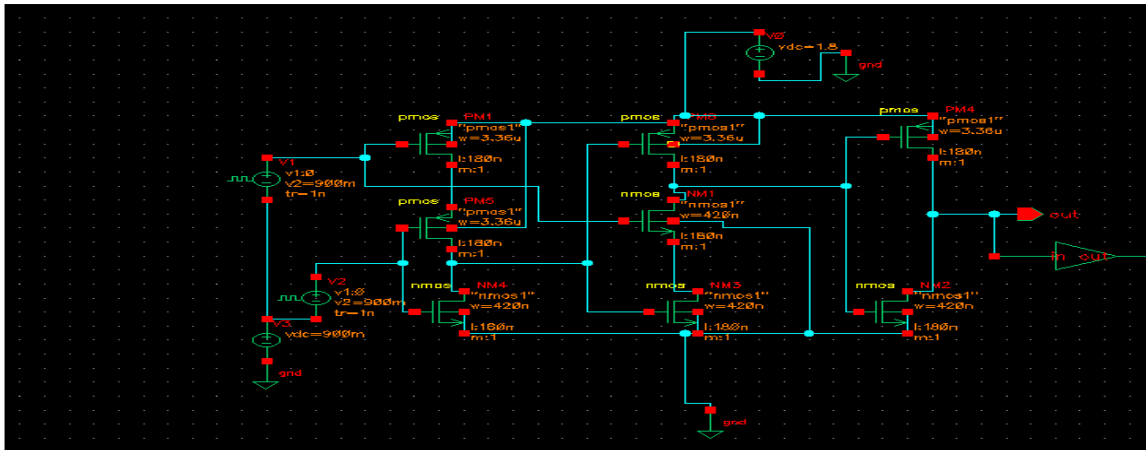 VØ
vdc=1.8
gnd
pmos
PM1
"pmos1"
w=3.36u
l:180n
m:1
pmos
"pmos1"
w=3.36u
l:180n
m:1
pmos
PM4
"pmos1"
w=3.36u
l:180n
m:1
V1
v1:Ø
v2=900m
tr=1n
pmos
PM5
"pmos1"
w=3.36u
l:180n
m:1
nmos
NM1
"nmos1"
w=420n
l:180n
m:1
out
in out
V2
v1:Ø
v2=900m
tr=1n
nmos
NM4
"nmos1"
w=420n
l:180n
m:1
nmos
NM3
"nmos1"
w=420n
l:180n
m:1
nmos
NM2
"nmos1"
w=420n
l:180n
m:1
V3
vdc=900m
gnd
gnd